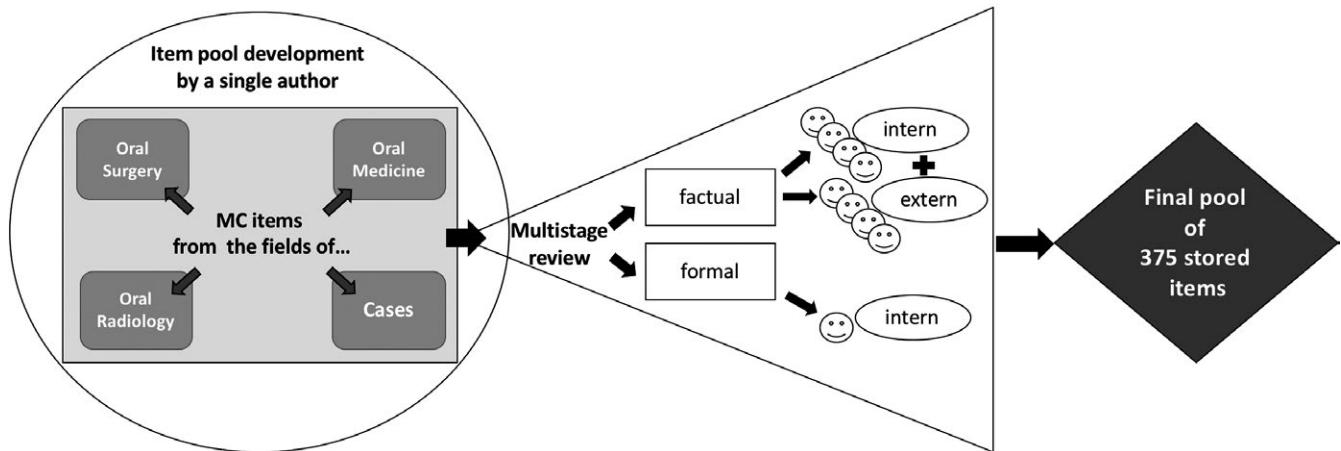 Item pool development
by a single author
Oral
Surgery
Oral
Medicine
MC items
from the fields of...
Oral
Radiology
Cases
Multistage
review
factual
formal
intern
extern
intern
Final pool
of
375 stored
items